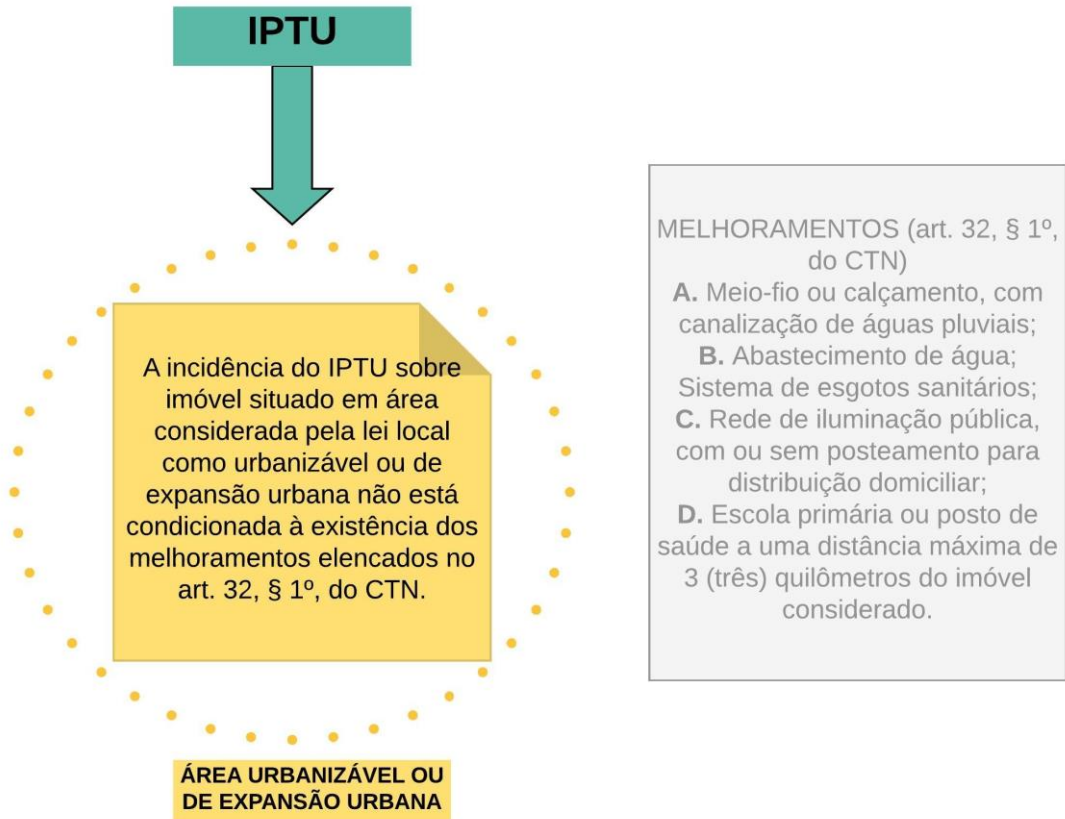 IPTU
A incidência do IPTU sobre
imóvel situado em área
considerada pela lei local
como urbanizável ou de
expansão urbana não está
condicionada à existência dos
melhoramentos elencados no
art. 32, § 1º, do CTN.
ÁREA URBANIZÁVEL OU
DE EXPANSÃO URBANA
MELHORAMENTOS (art. 32, § 1º,
do CTN)
A. Meio-fio ou calçamento, com
canalização de águas pluviais;
B. Abastecimento de água;
Sistema de esgotos sanitários;
C. Rede de iluminação pública,
com ou sem posteamento para
distribuição domiciliar;
D. Escola primária ou posto de
saúde a uma distância máxima de
3 (três) quilômetros do imóvel
considerado.